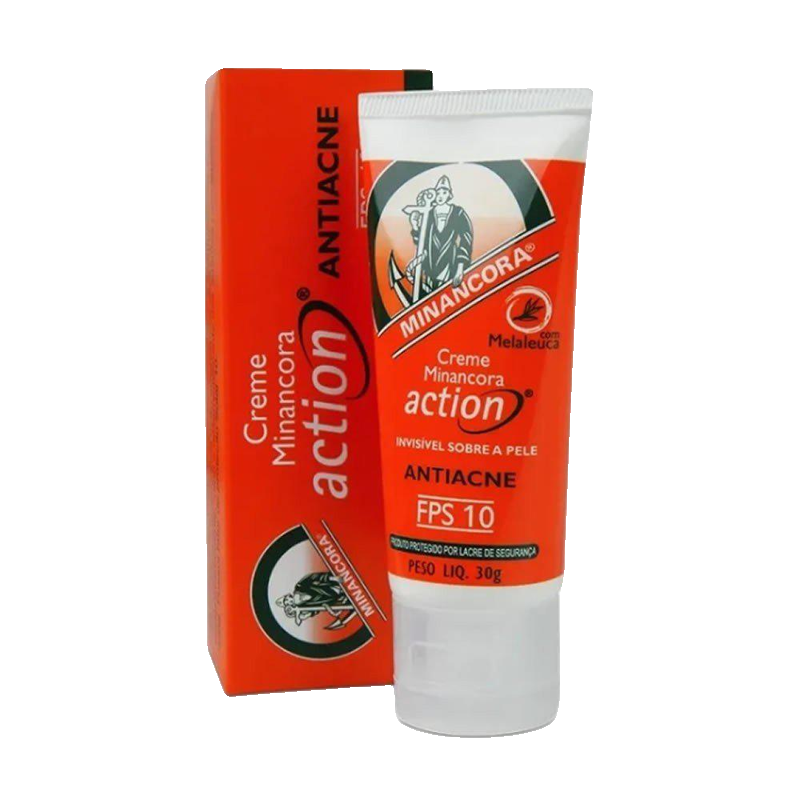 Creme
Minancora
action®
ANTIACNE
MINANCORA®
MINANCORA®
com
Melaleuca
Creme
Minancora
action®
INVISÍVEL SOBRE A PELE
ANTIACNE
FPS 10
PRODUTO PROTEGIDO POR LACRE DE SEGURANÇA
PESO LIQ. 30g